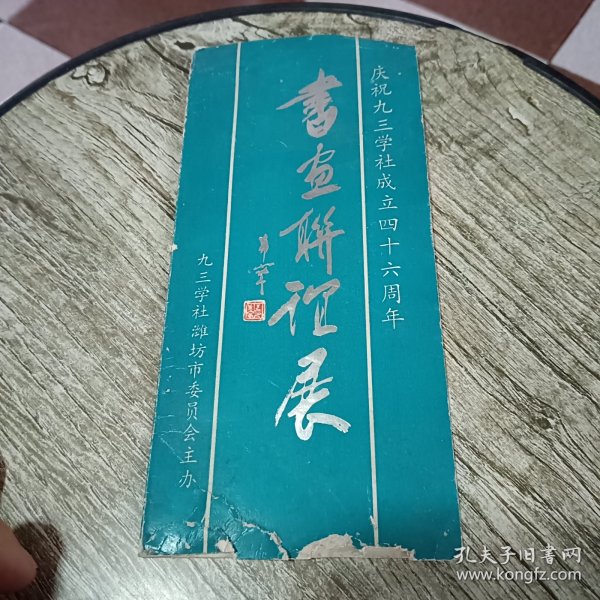 庆祝九三学社成立四十六周年
书画联谊展
九三学社潍坊市委员会主办
孔夫子旧书网
www.kongfz.com